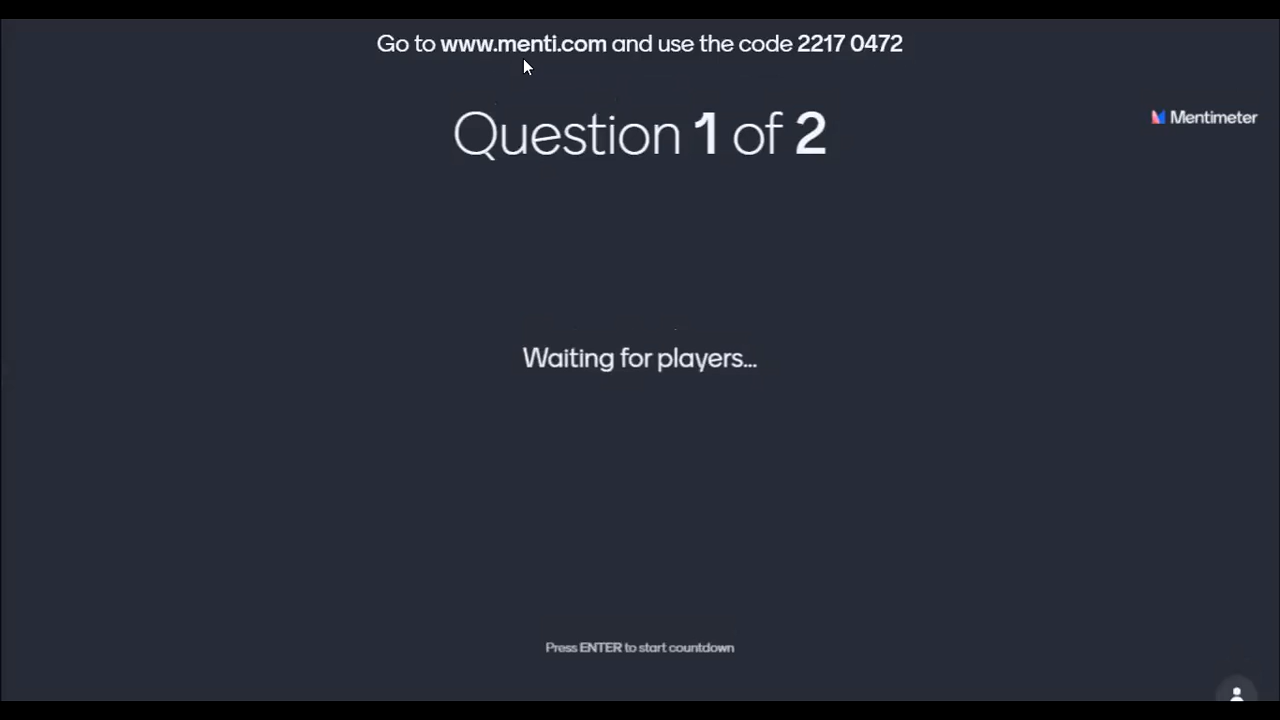 Go to www.menti.com and use the code 2217 0472
Question 1 of 2
Mentimeter
Waiting for players...
Press ENTER to start countdown